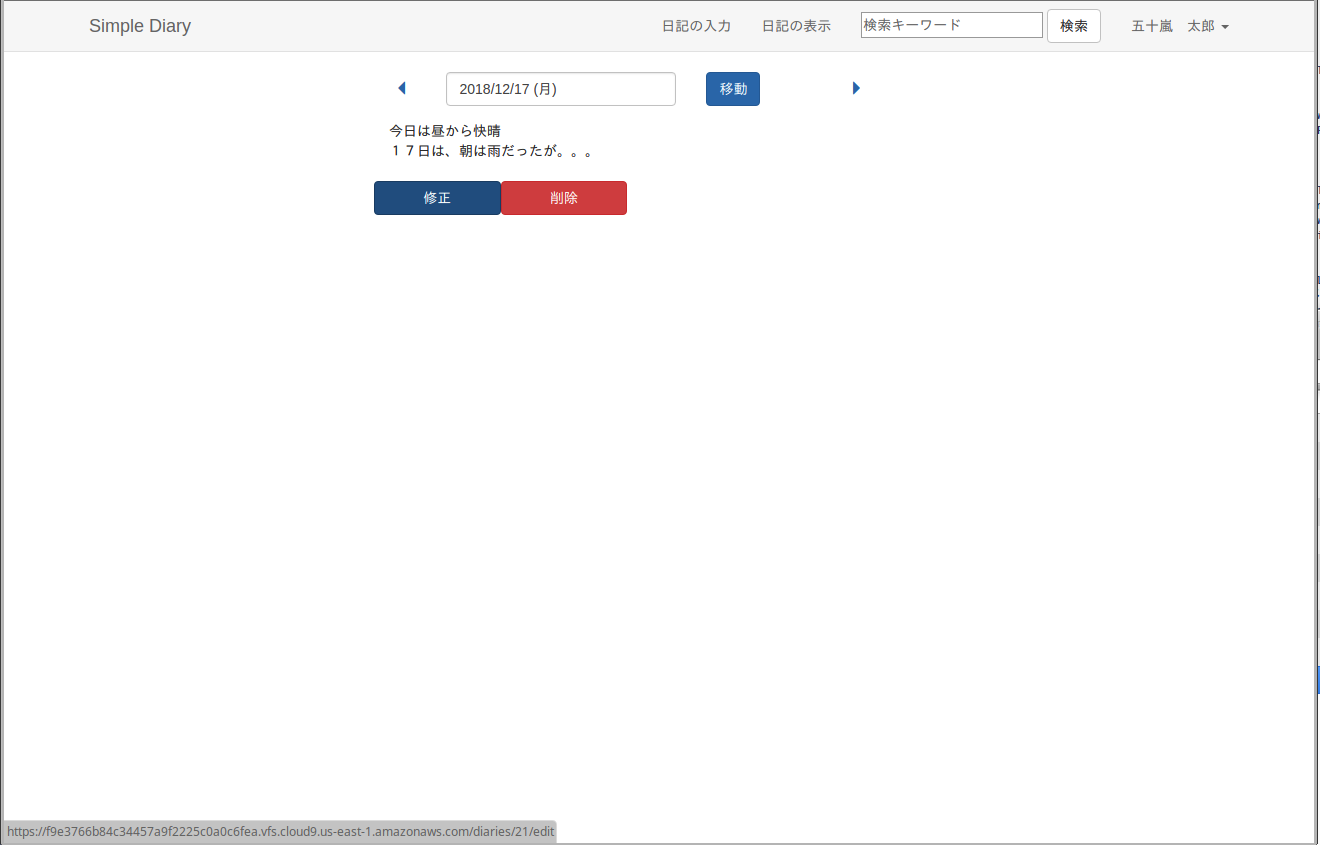 Simple Diary
日記の入力
日記の表示
検索キーワード
検索
五十嵐　太郎
2018/12/17 (月)
移動
今日は昼から快晴
１７日は、朝は雨だったが。。。
修正
削除
https://f9e3766b84c34457a9f2225c0a0c6fea.vfs.cloud9.us-east-1.amazonaws.com/diaries/21/edit